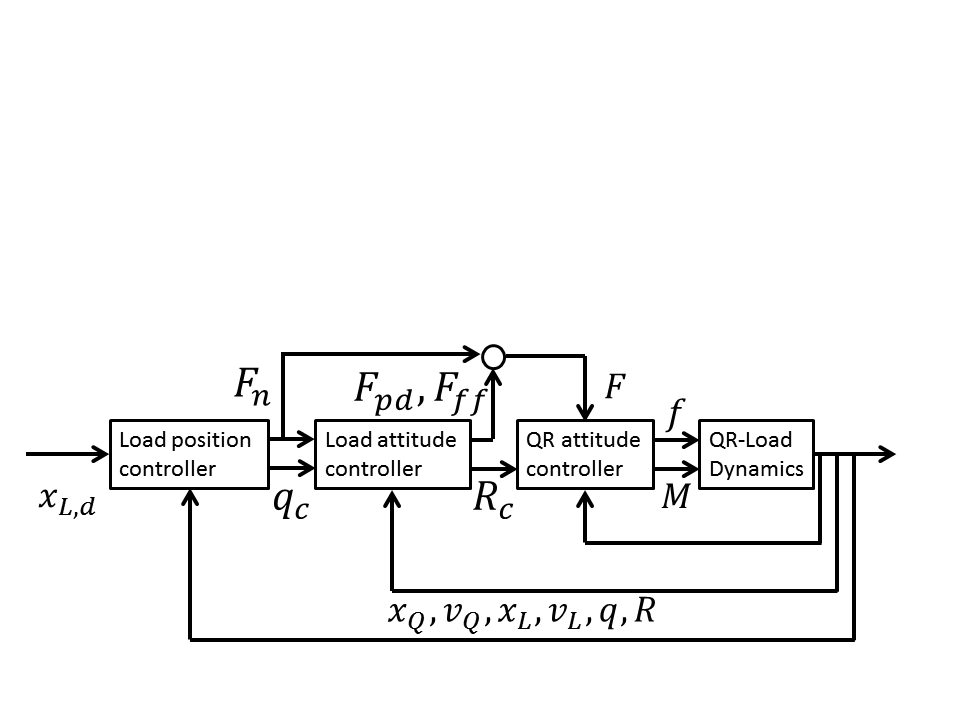 F_n
F_{pd}, F_{ff}
F
f
Load position
controller
Load attitude
controller
QR attitude
controller
QR-Load
Dynamics
x_{L,d}
q_c
R_c
M
x_Q, v_Q, x_L, v_L, q, R